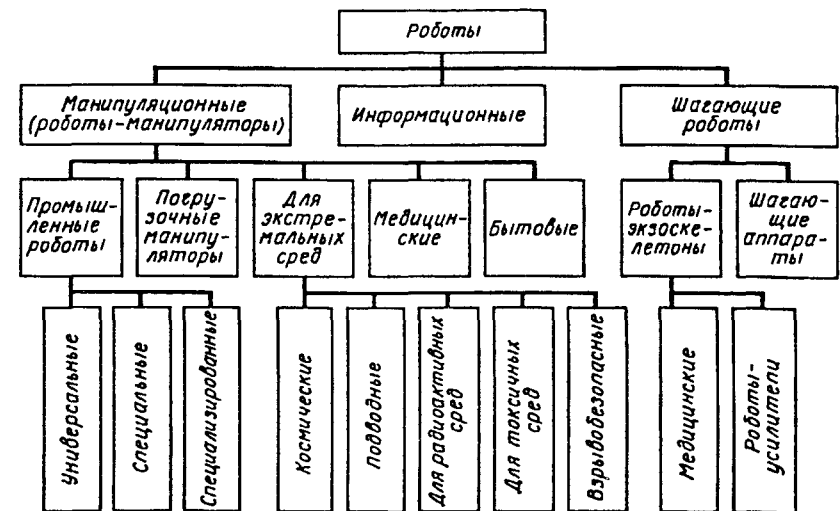 Роботы
Манипуляционные
(роботы-манипуляторы)
Информационные
Шагающие
роботы
Промыш-
ленные
роботы
Погру-
зочные
манипу-
ляторы
Для
экстре-
мальных
сред
Медицин-
ские
Бытовые
Роботы-
экзоске-
летоны
Шагаю-
щие
аппара-
ты
Универсальные
Специальные
Специализированные
Космические
Подводные
Для радиоактивных
сред
Для токсичных
сред
Взрывобезопасные
Медицинские
Роботы-
усилители